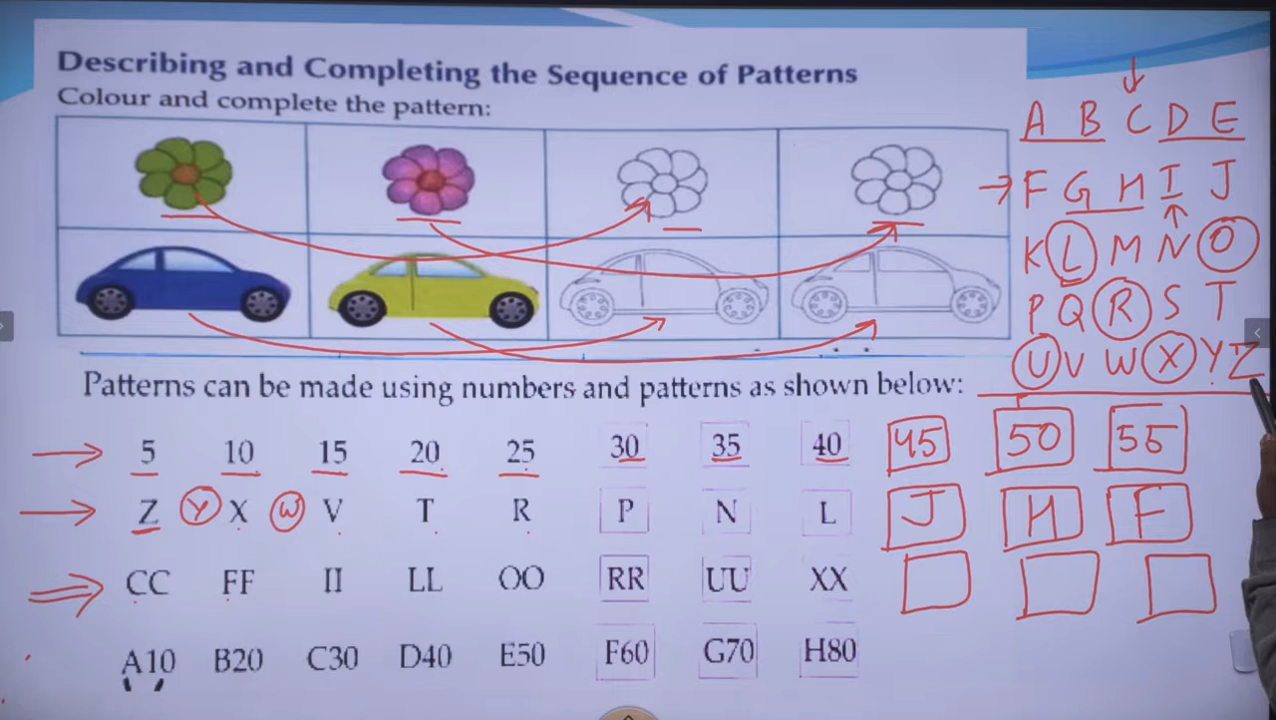 Describing and Completing the Sequence of Patterns
Colour and complete the pattern:
A B C D E
F G H I J
K L M N O
P Q R S T
U V W X Y Z
Patterns can be made using numbers and patterns as shown below:
5 10 15 20 25 30 35 40 45 50 55
Z Y X W V T R P N L J H F
CC FF II LL OO RR UU XX
A10 B20 C30 D40 E50 F60 G70 H80